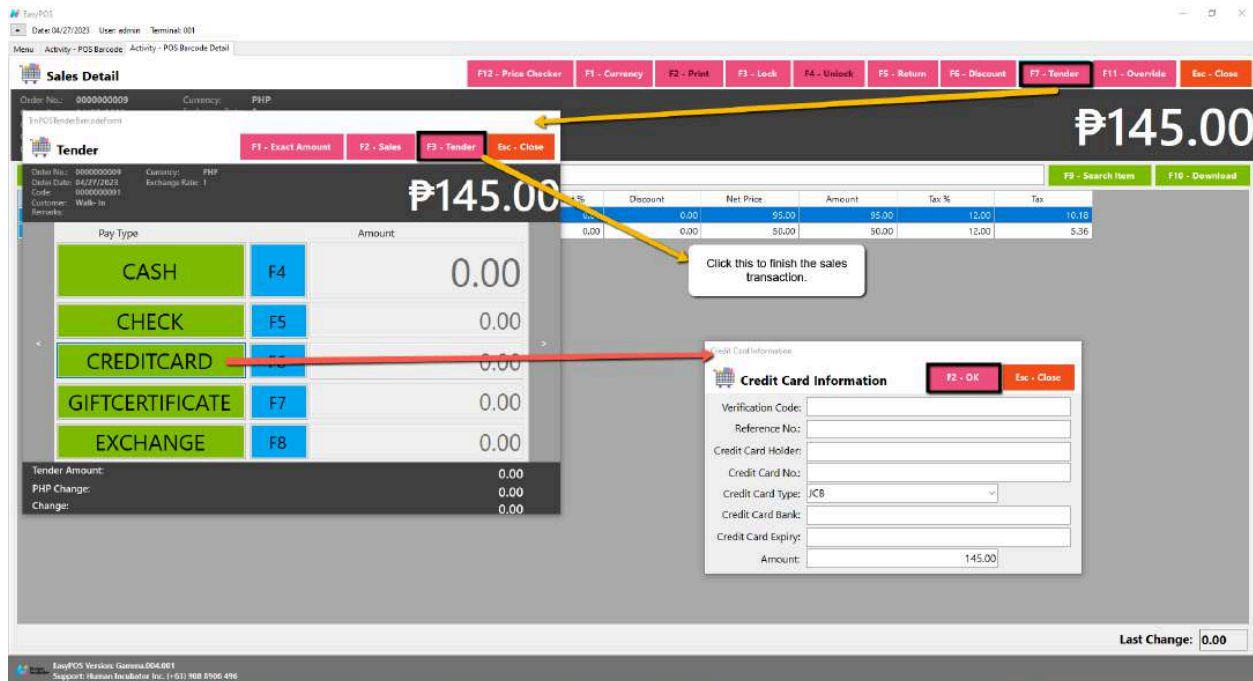 EasyPOS
Date: 04/27/2023 User: admin Terminal: 001
Menu Activity - POS Barcode Activity - POS Barcode Detail
Sales Detail
F12 - Price Checker F1 - Currency F2 - Print F3 - Lock F4 - Unlock F5 - Return F6 - Discount F7 - Tender F11 - Override Esc - Close
Order No.: 0000000009 Currency: PHP
₱145.00
frmPOSTenderBarcodeForm
Tender
F1 - Exact Amount F2 - Sales F3 - Tender Esc - Close
Order No.: 0000000009 Currency: PHP
Order Date: 04/27/2023 Exchange Rate: 1
Code: 0000000001
Customer: Walk- In
Remarks:
₱145.00
F9 - Search Item F10 - Download
% Discount Net Price Amount Tax % Tax
0.00 0.00 95.00 95.00 12.00 10.18
0.00 0.00 50.00 50.00 12.00 5.36
Pay Type Amount
CASH F4 0.00
CHECK F5 0.00
CREDITCARD F6 0.00
GIFTCERTIFICATE F7 0.00
EXCHANGE F8 0.00
Tender Amount: 0.00
PHP Change: 0.00
Change: 0.00
Click this to finish the sales
transaction.
Credit Card Information
Credit Card Information
F2 - OK Esc - Close
Verification Code:
Reference No.:
Credit Card Holder:
Credit Card No.:
Credit Card Type: JCB
Credit Card Bank:
Credit Card Expiry:
Amount: 145.00
Last Change: 0.00
EasyPOS Version: Gamma.004.001
Support: Human Incubator Inc. (+63) 908 8906 496